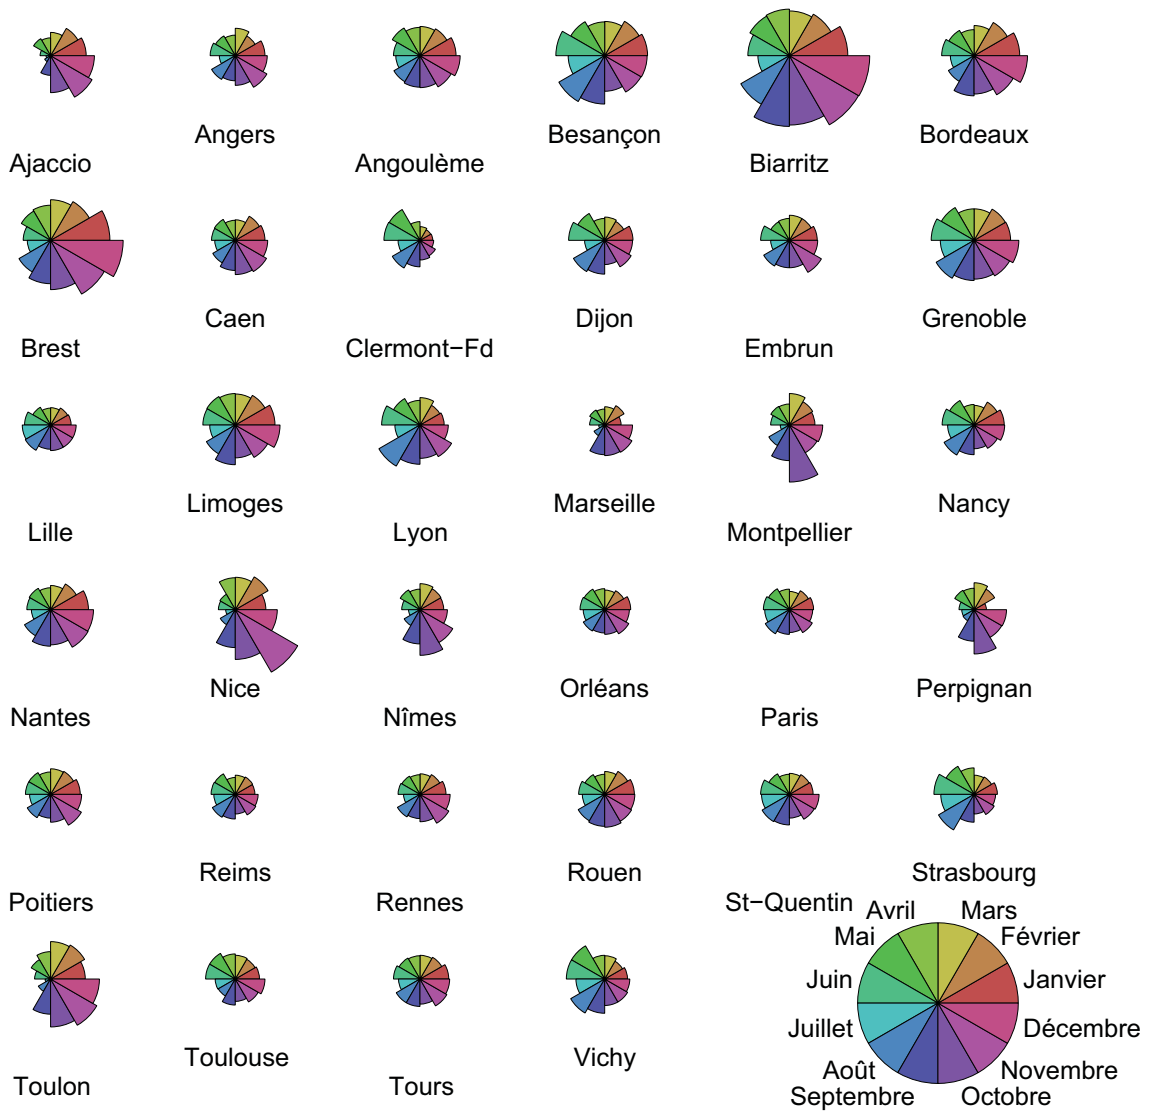 Ajaccio
Angers
Angoulème
Besançon
Biarritz
Bordeaux
Brest
Caen
Clermont−Fd
Dijon
Embrun
Grenoble
Lille
Limoges
Lyon
Marseille
Montpellier
Nancy
Nantes
Nice
Nîmes
Orléans
Paris
Perpignan
Poitiers
Reims
Rennes
Rouen
St−Quentin
Strasbourg
Toulon
Toulouse
Tours
Vichy
Janvier
Février
Mars
Avril
Mai
Juin
Juillet
Août
Septembre
Octobre
Novembre
Décembre